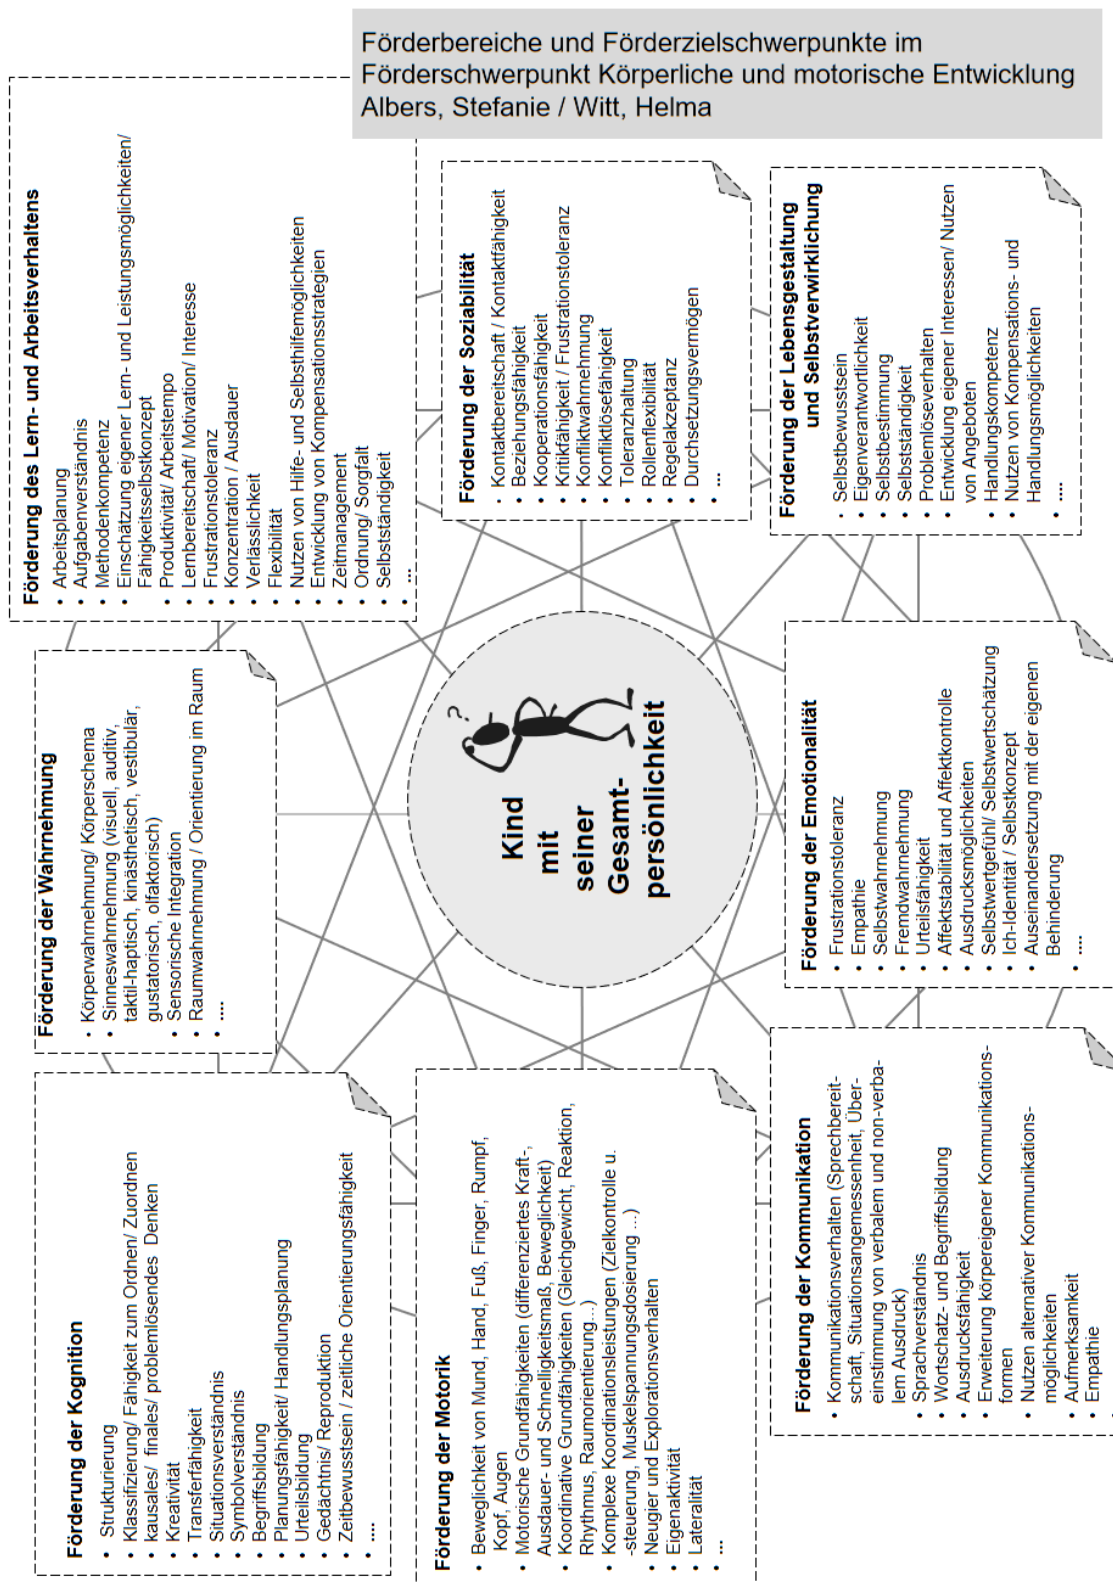 Förderbereiche und Förderzielschwerpunkte im
Förderschwerpunkt Körperliche und motorische Entwicklung
Albers, Stefanie / Witt, Helma
Förderung der Kognition
• Strukturierung
• Klassifizierung/ Fähigkeit zum Ordnen/ Zuordnen
• kausales/ finales/ problemlösendes Denken
• Kreativität
• Transferfähigkeit
• Situationsverständnis
• Symbolverständnis
• Begriffsbildung
• Planungsfähigkeit/ Handlungsplanung
• Urteilsbildung
• Gedächtnis/ Reproduktion
• Zeitbewusstsein / zeitliche Orientierungsfähigkeit
• ....
Förderung der Wahrnehmung
• Körperwahrnehmung/ Körperschema
• Sinneswahrnehmung (visuell, auditiv,
taktil-haptisch, kinästhetisch, vestibulär,
gustatorisch, olfaktorisch)
• Sensorische Integration
• Raumwahrnehmung / Orientierung im Raum
• ....
Förderung des Lern- und Arbeitsverhaltens
• Arbeitsplanung
• Aufgabenverständnis
• Methodenkompetenz
• Einschätzung eigener Lern- und Leistungsmöglichkeiten/
Fähigkeitsselbstkonzept
• Produktivität/ Arbeitstempo
• Lernbereitschaft/ Motivation/ Interesse
• Frustrationstoleranz
• Konzentration / Ausdauer
• Verlässlichkeit
• Flexibilität
• Nutzen von Hilfe- und Selbsthilfemöglichkeiten
• Entwicklung von Kompensationsstrategien
• Zeitmanagement
• Ordnung/ Sorgfalt
• Selbstständigkeit
• ...
Förderung der Motorik
• Beweglichkeit von Mund, Hand, Fuß, Finger, Rumpf,
Kopf, Augen
• Motorische Grundfähigkeiten (differenziertes Kraft-,
Ausdauer- und Schnelligkeitsmaß, Beweglichkeit)
• Koordinative Grundfähigkeiten (Gleichgewicht, Reaktion,
Rhythmus, Raumorientierung...)
• Komplexe Koordinationsleistungen (Zielkontrolle u.
-steuerung, Muskelspannungsdosierung ...)
• Neugier und Explorationsverhalten
• Eigenaktivität
• Lateralität
• ...
?
Kind
mit
seiner
Gesamt-
persönlichkeit
Förderung der Soziabilität
• Kontaktbereitschaft / Kontaktfähigkeit
• Beziehungsfähigkeit
• Kooperationsfähigkeit
• Kritikfähigkeit / Frustrationstoleranz
• Konfliktwahrnehmung
• Konfliktlösefähigkeit
• Toleranzhaltung
• Rollenflexibilität
• Regelakzeptanz
• Durchsetzungsvermögen
• ...
Förderung der Kommunikation
• Kommunikationsverhalten (Sprechbereit-
schaft, Situationsangemessenheit, Über-
einstimmung von verbalem und non-verba-
lem Ausdruck)
• Sprachverständnis
• Wortschatz- und Begriffsbildung
• Ausdrucksfähigkeit
• Erweiterung körpereigener Kommunikations-
formen
• Nutzen alternativer Kommunikations-
möglichkeiten
• Aufmerksamkeit
• Empathie
Förderung der Emotionalität
• Frustrationstoleranz
• Empathie
• Selbstwahrnehmung
• Fremdwahrnehmung
• Urteilsfähigkeit
• Affektstabilität und Affektkontrolle
• Ausdrucksmöglichkeiten
• Selbstwertgefühl/ Selbstwertschätzung
• Ich-Identität / Selbstkonzept
• Auseinandersetzung mit der eigenen
Behinderung
• ....
Förderung der Lebensgestaltung
und Selbstverwirklichung
• Selbstbewusstsein
• Eigenverantwortlichkeit
• Selbstbestimmung
• Selbstständigkeit
• Problemlöseverhalten
• Entwicklung eigener Interessen/ Nutzen
von Angeboten
• Handlungskompetenz
• Nutzen von Kompensations- und
Handlungsmöglichkeiten
• ....